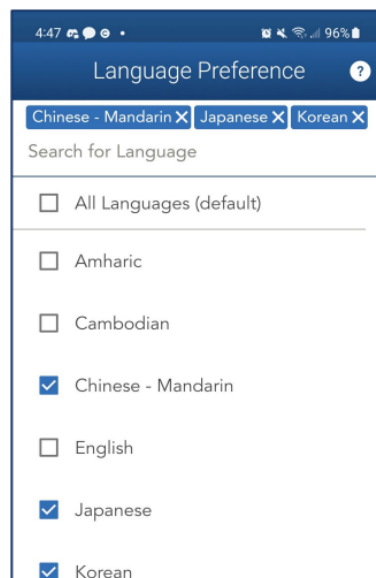 4:47 96%
Language Preference ?
Chinese - Mandarin X Japanese X Korean X
Search for Language
All Languages (default)
Amharic
Cambodian
Chinese - Mandarin
English
Japanese
Korean